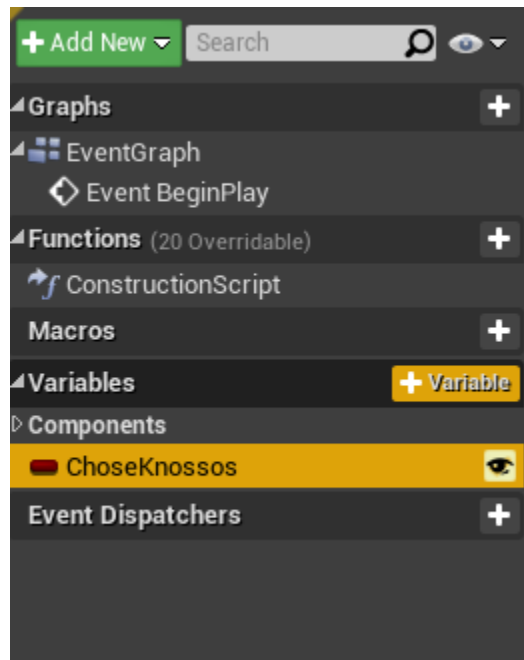 Add New Search
Graphs
EventGraph
Event BeginPlay
Functions (20 Overridable)
ConstructionScript
Macros
Variables Variable
Components
ChoseKnossos
Event Dispatchers